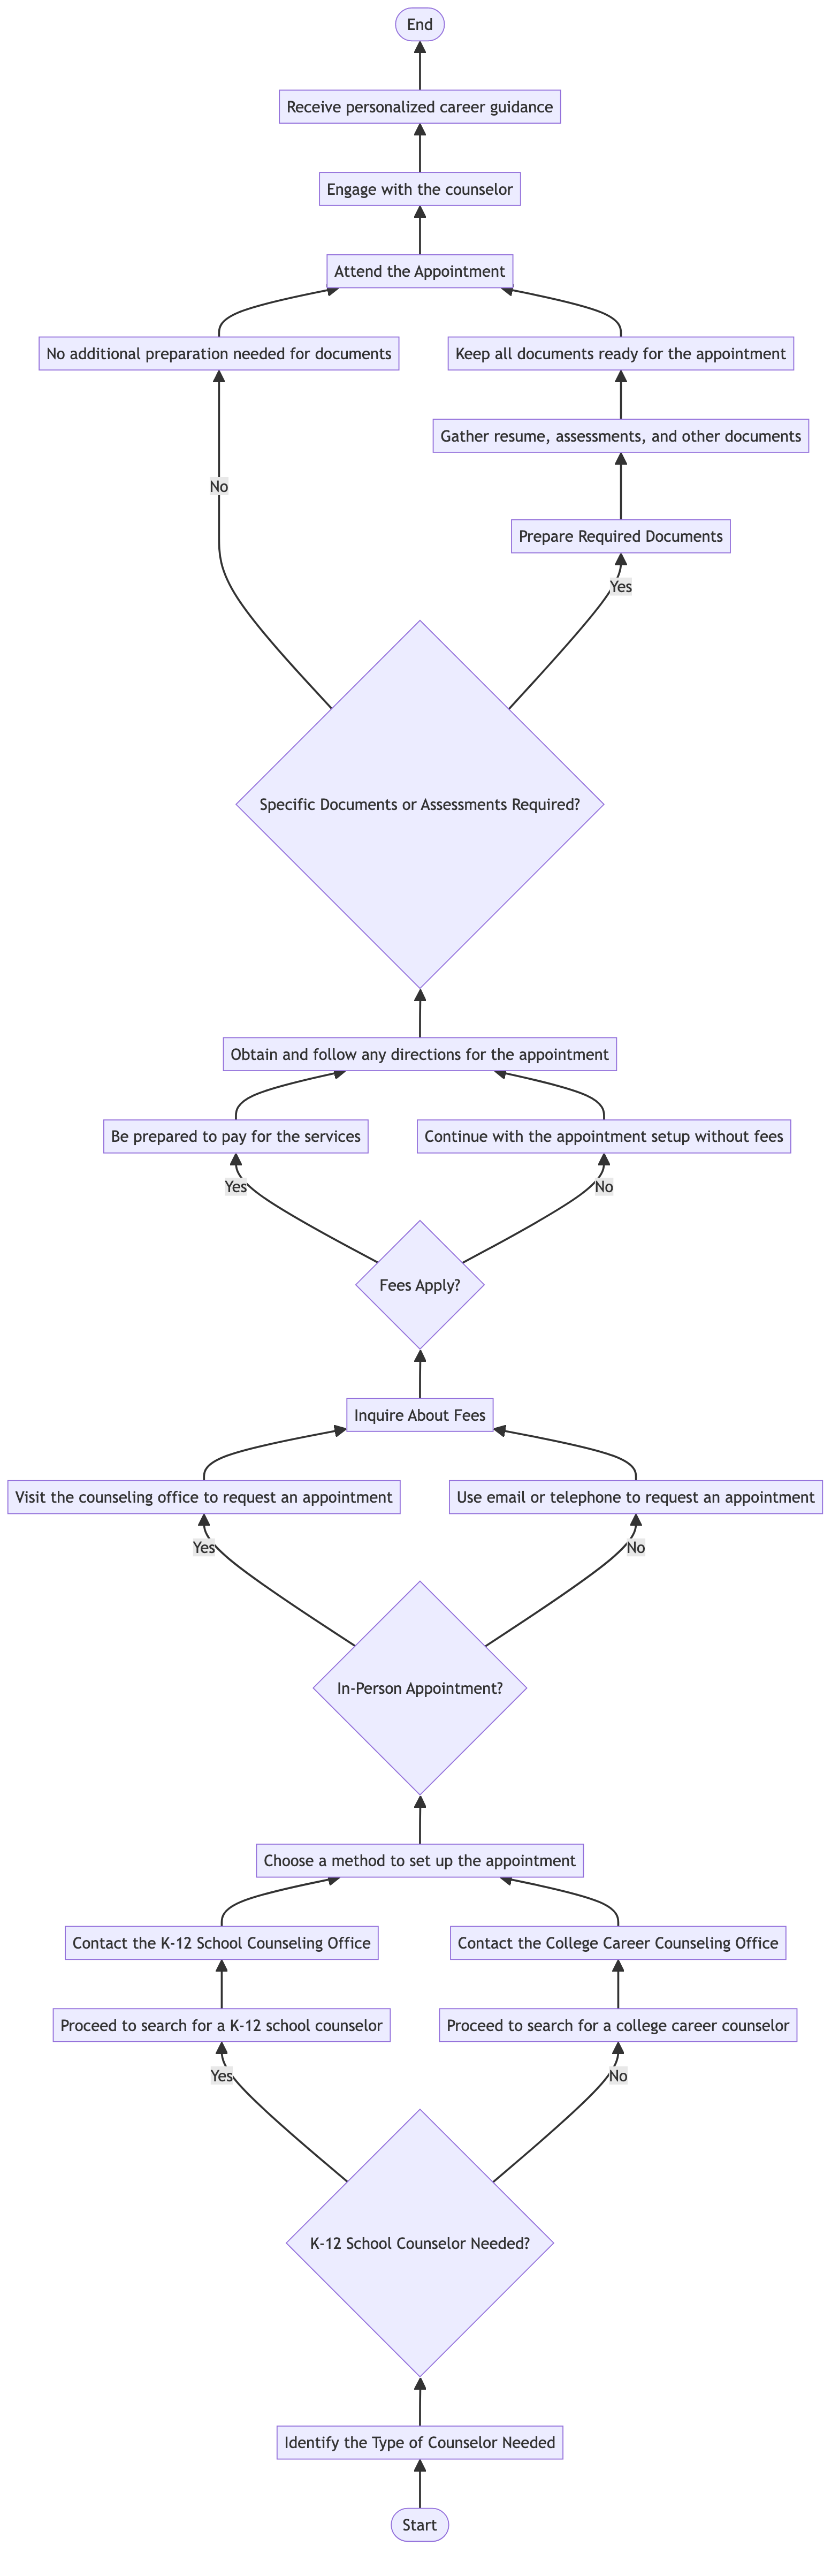 End
Receive personalized career guidance
Engage with the counselor
Attend the Appointment
No additional preparation needed for documents
Keep all documents ready for the appointment
Gather resume, assessments, and other documents
No
Prepare Required Documents
Yes
Specific Documents or Assessments Required?
Obtain and follow any directions for the appointment
Be prepared to pay for the services
Continue with the appointment setup without fees
Yes
No
Fees Apply?
Inquire About Fees
Visit the counseling office to request an appointment
Use email or telephone to request an appointment
Yes
No
In-Person Appointment?
Choose a method to set up the appointment
Contact the K-12 School Counseling Office
Contact the College Career Counseling Office
Proceed to search for a K-12 school counselor
Proceed to search for a college career counselor
Yes
No
K-12 School Counselor Needed?
Identify the Type of Counselor Needed
Start